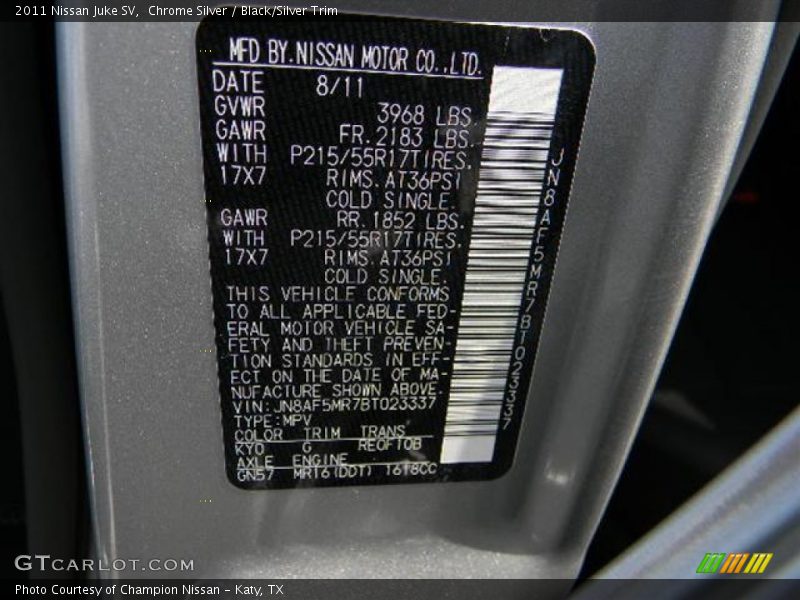 2011 Nissan Juke SV,  Chrome Silver / Black/Silver Trim
MFD BY.NISSAN MOTOR CO.,LTD.
DATE 8/11
GVWR 3968 LBS.
GAWR FR.2183 LBS.
WITH P215/55R17TIRES.
17X7 RIMS.AT36PSI
COLD SINGLE.
GAWR RR.1852 LBS.
WITH P215/55R17TIRES.
17X7 RIMS.AT36PSI
COLD SINGLE.
THIS VEHICLE CONFORMS
TO ALL APPLICABLE FED-
ERAL MOTOR VEHICLE SA-
FETY AND THEFT PREVEN-
TION STANDARDS IN EFF-
ECT ON THE DATE OF MA-
NUFACTURE SHOWN ABOVE.
VIN:JN8AF5MR7BT023337
TYPE:MPV
COLOR TRIM TRANS
KY0 G RE0F10B
AXLE ENGINE
GN57 MR16(DDT) 1618CC
JN8AF5MR7BT023337
GTCARLOT.COM
Photo Courtesy of Champion Nissan - Katy, TX